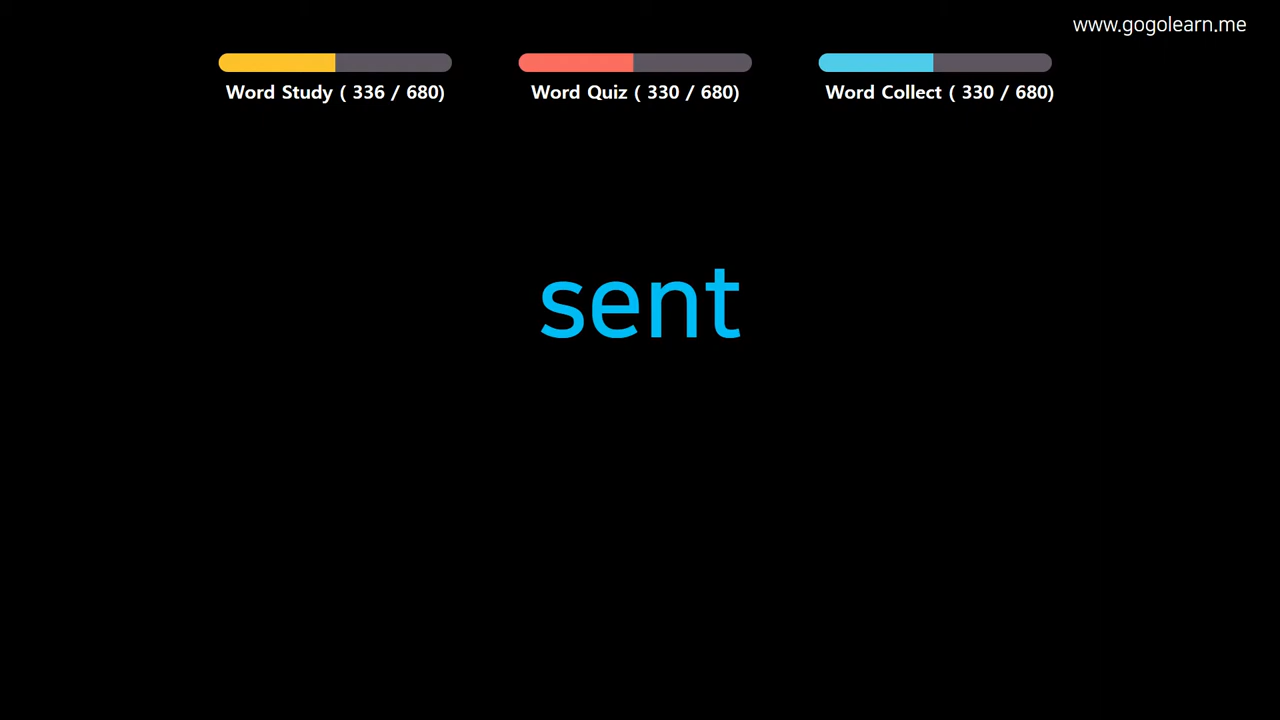 www.gogolearn.me
Word Study ( 336 / 680)
Word Quiz ( 330 / 680)
Word Collect ( 330 / 680)
sent